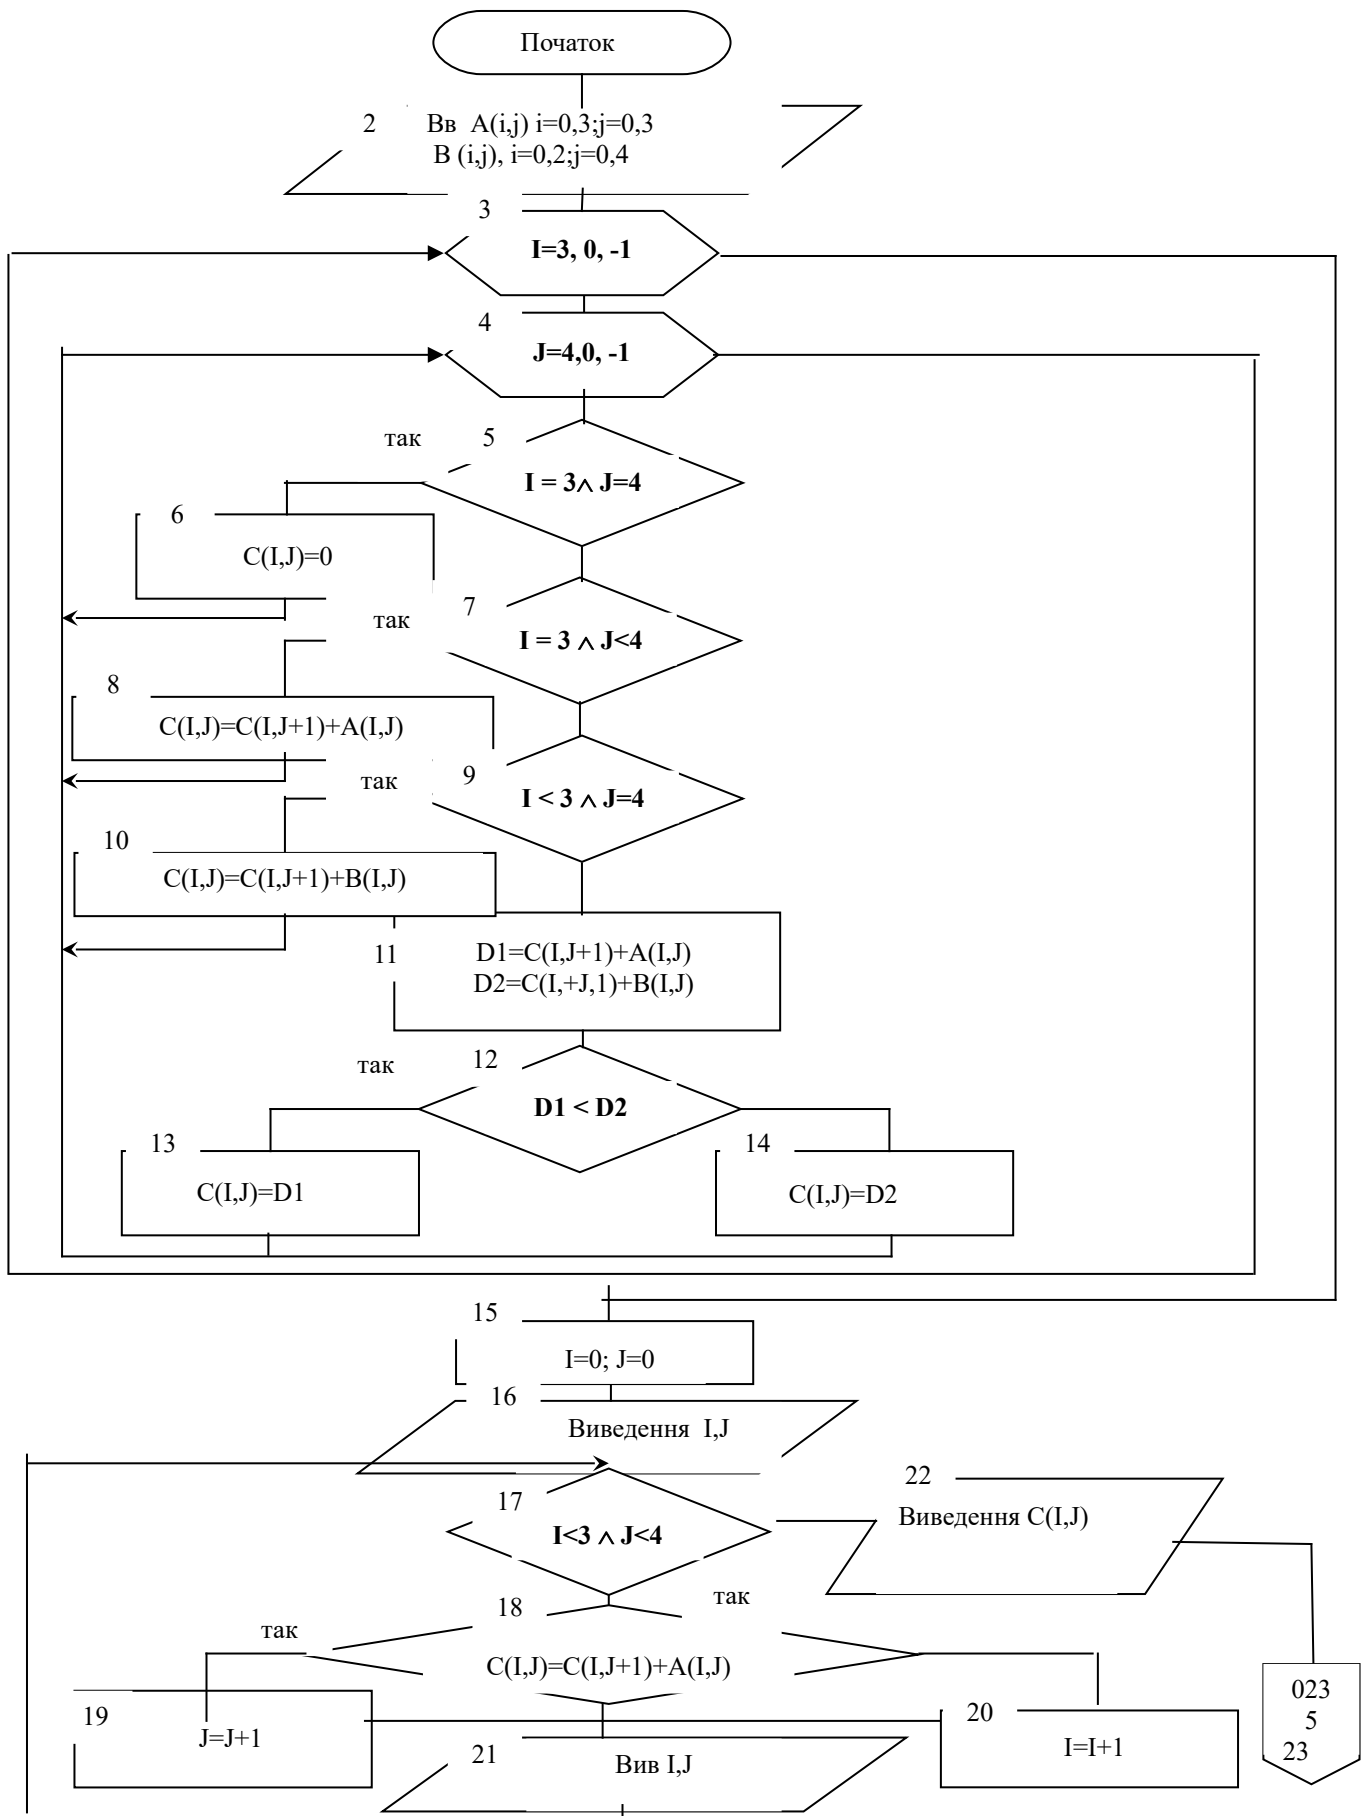 Початок
2
Вв А(i,j) i=0,3;j=0,3
В (i,j), i=0,2;j=0,4
3
I=3, 0, -1
4
J=4,0, -1
так
5
I = 3∧ J=4
6
C(I,J)=0
так
7
I = 3 ∧ J<4
8
C(I,J)=C(I,J+1)+A(I,J)
так
9
I < 3 ∧ J=4
10
C(I,J)=C(I,J+1)+B(I,J)
11
D1=C(I,J+1)+A(I,J)
D2=C(I,+J,1)+B(I,J)
так
12
D1 < D2
13
C(I,J)=D1
14
C(I,J)=D2
15
I=0; J=0
16
Виведення I,J
17
I<3 ∧ J<4
22
Виведення C(I,J)
18
так
так
C(I,J)=C(I,J+1)+A(I,J)
19
J=J+1
20
I=I+1
21
Вив I,J
023
5
23